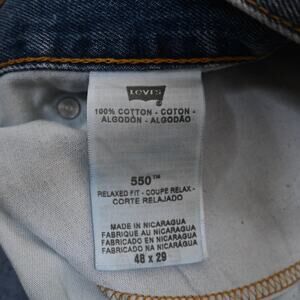 Levi's
100% COTTON - COTON -
ALGODÓN - ALGODÃO
550™
RELAXED FIT - COUPE RELAX -
CORTE RELAJADO
MADE IN NICARAGUA
FABRIQUE AU NICARAGUA
FABRICADO EN NICARAGUA
FABRICADO NA NICARÁGUA
48 x 29